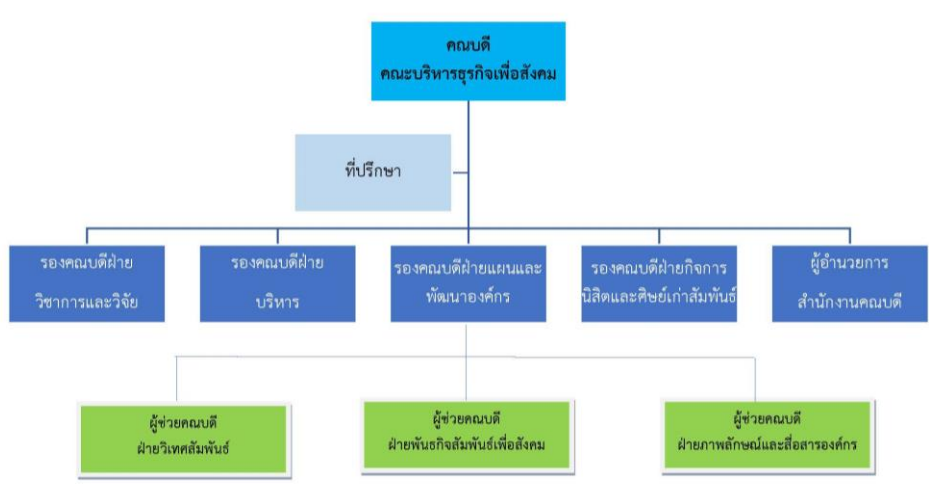 คณบดี
คณะบริหารธุรกิจเพื่อสังคม
ที่ปรึกษา
รองคณบดีฝ่าย
วิชาการและวิจัย
รองคณบดีฝ่าย
บริหาร
รองคณบดีฝ่ายแผนและ
พัฒนาองค์กร
รองคณบดีฝ่ายกิจการ
นิสิตและศิษย์เก่าสัมพันธ์
ผู้อำนวยการ
สำนักงานคณบดี
ผู้ช่วยคณบดี
ฝ่ายวิเทศสัมพันธ์
ผู้ช่วยคณบดี
ฝ่ายพันธกิจสัมพันธ์เพื่อสังคม
ผู้ช่วยคณบดี
ฝ่ายภาพลักษณ์และสื่อสารองค์กร